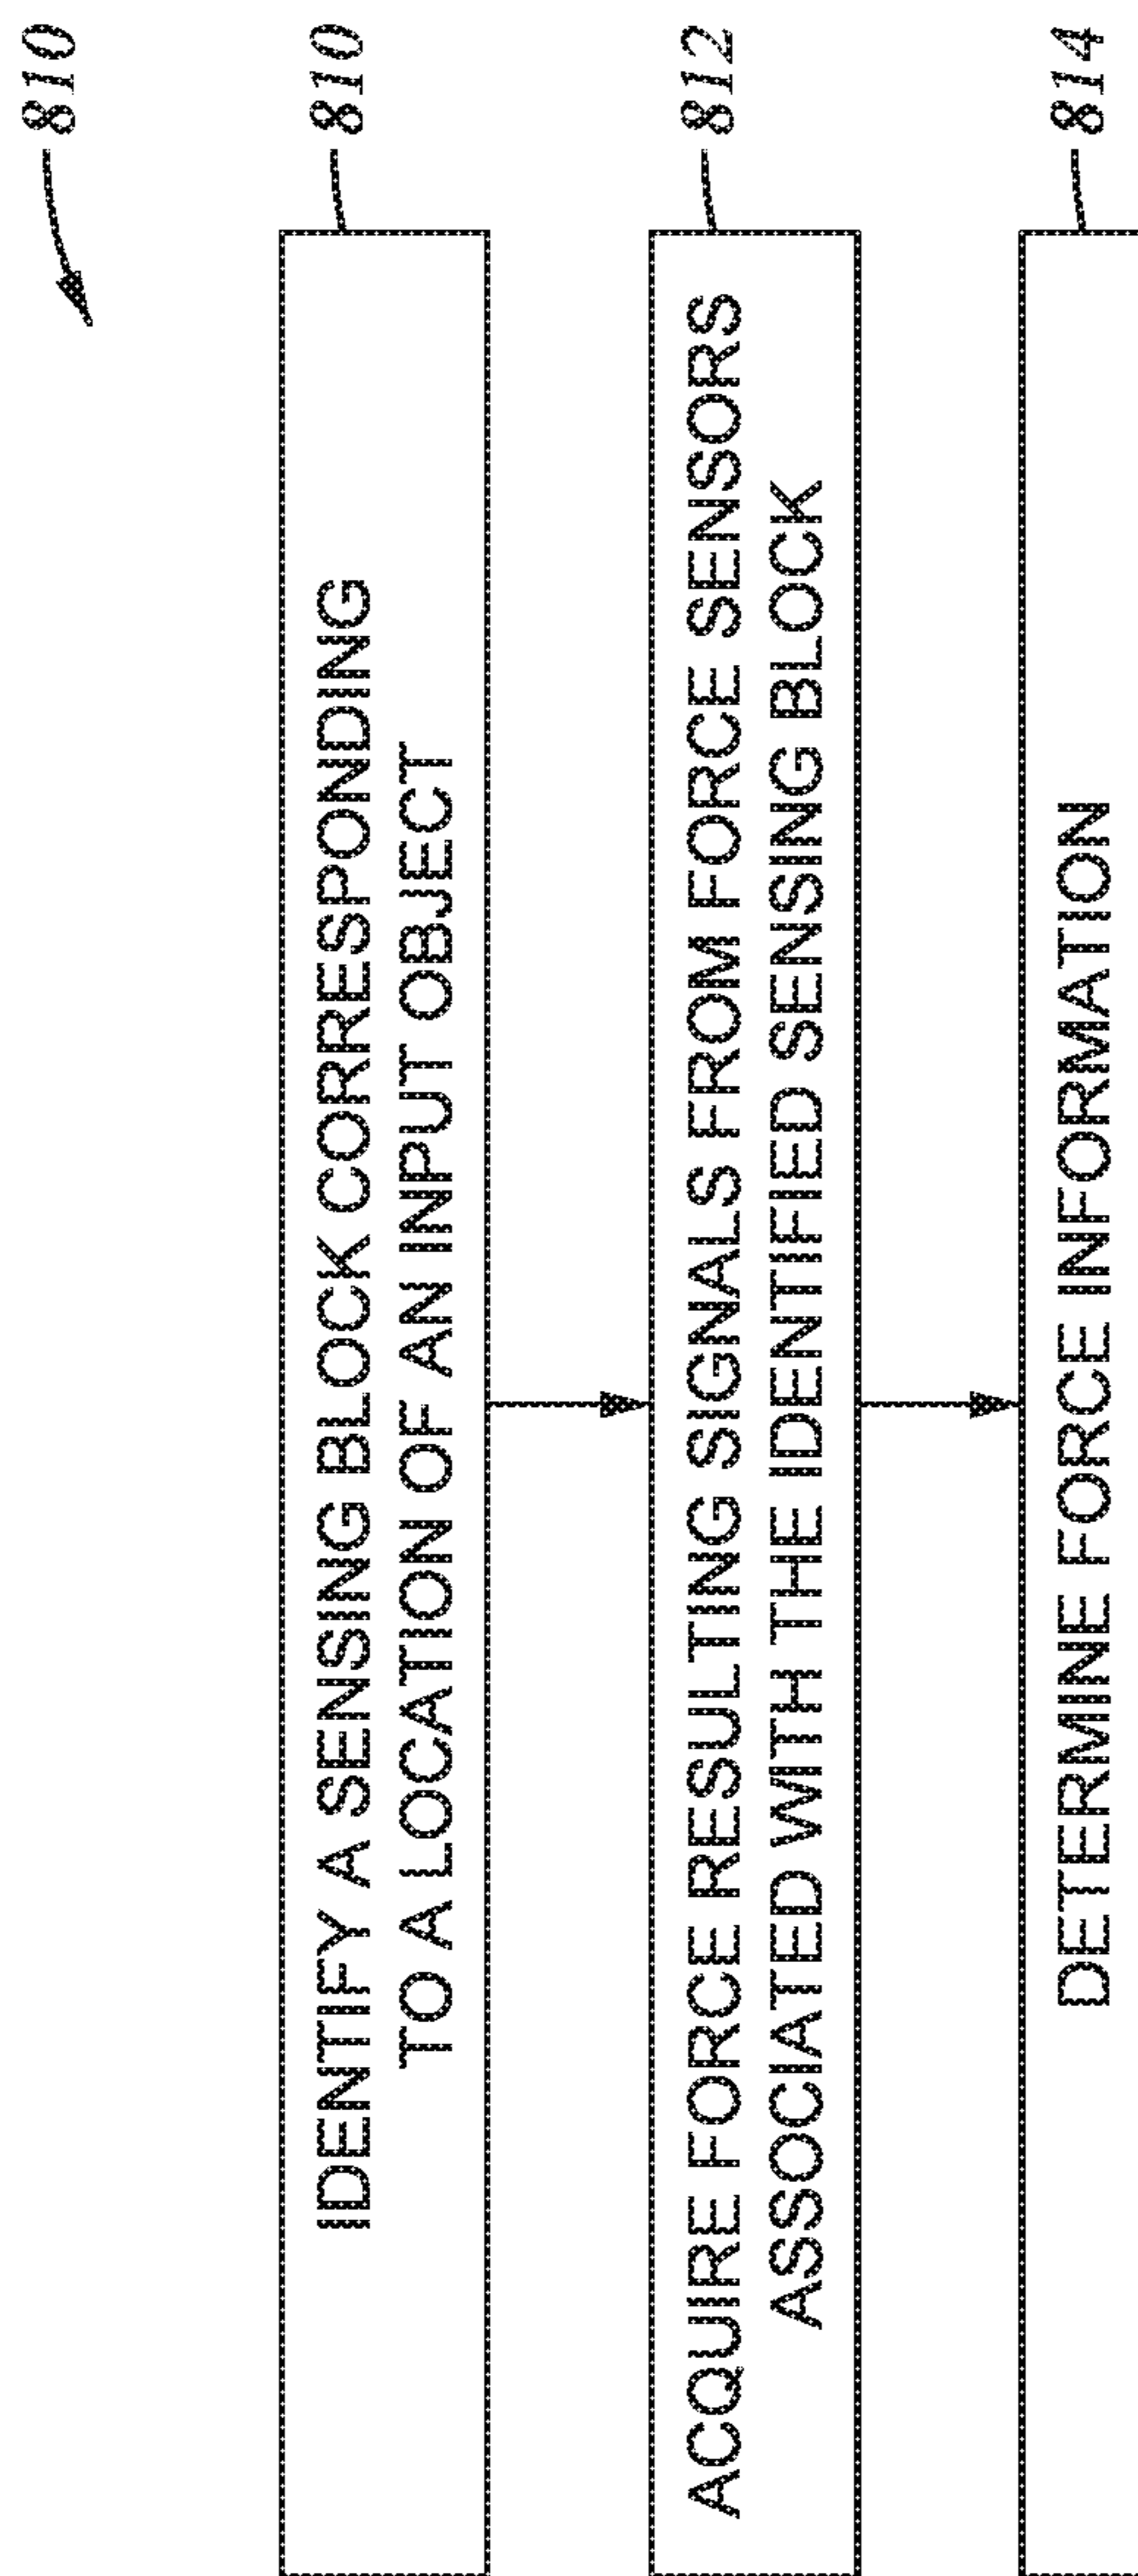 810
810
IDENTIFY A SENSING BLOCK CORRESPONDING
TO A LOCATION OF AN INPUT OBJECT
812
ACQUIRE FORCE RESULTING SIGNALS FROM FORCE SENSORS
ASSOCIATED WITH THE IDENTIFIED SENSING BLOCK
814
DETERMINE FORCE INFORMATION